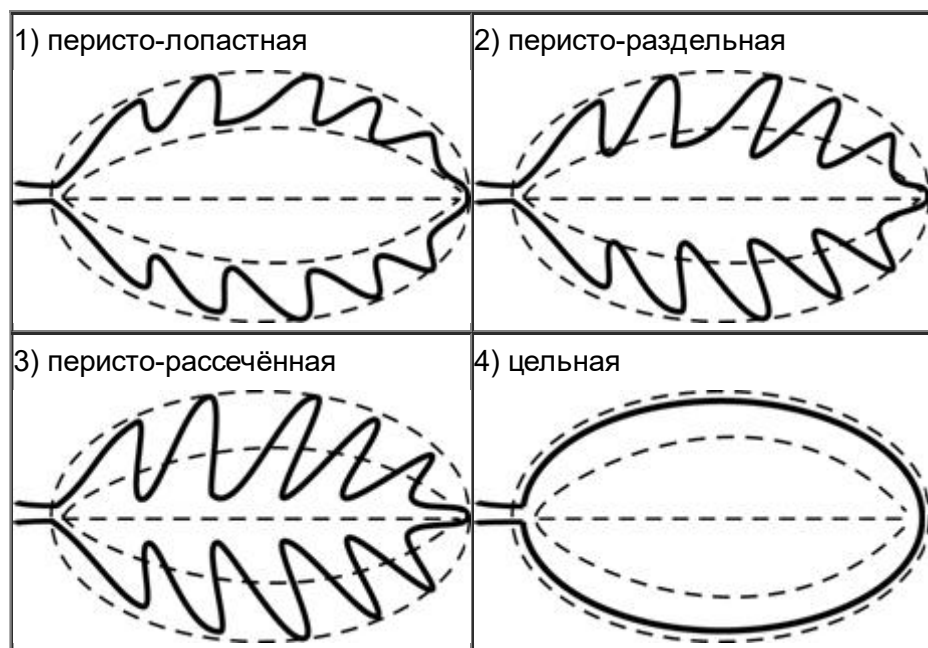 1) перисто-лопастная
2) перисто-раздельная
3) перисто-рассечённая
4) цельная